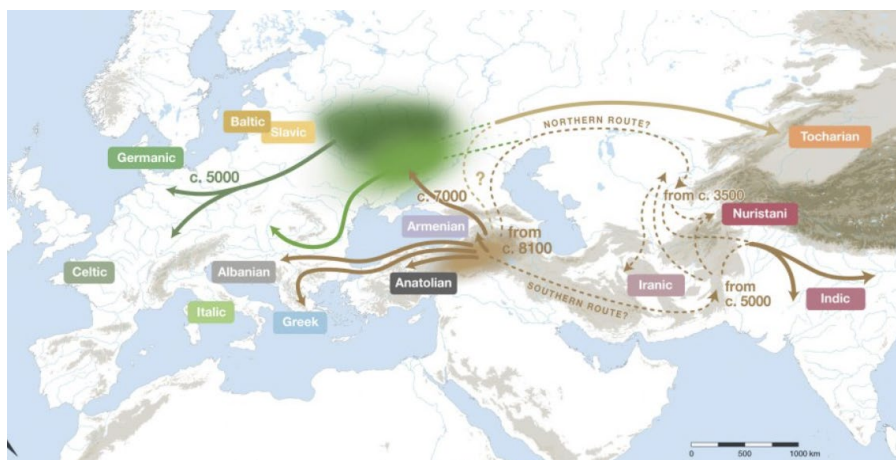 Baltic
Slavic
NORTHERN ROUTE?
Tocharian
Germanic
c. 5000
?
c. 7000
from c. 3500
Nuristani
Armenian
from
c. 8100
Celtic
Albanian
Anatolian
Iranic
from
c. 5000
Indic
SOUTHERN ROUTE?
Italic
Greek
0 500 1000 km